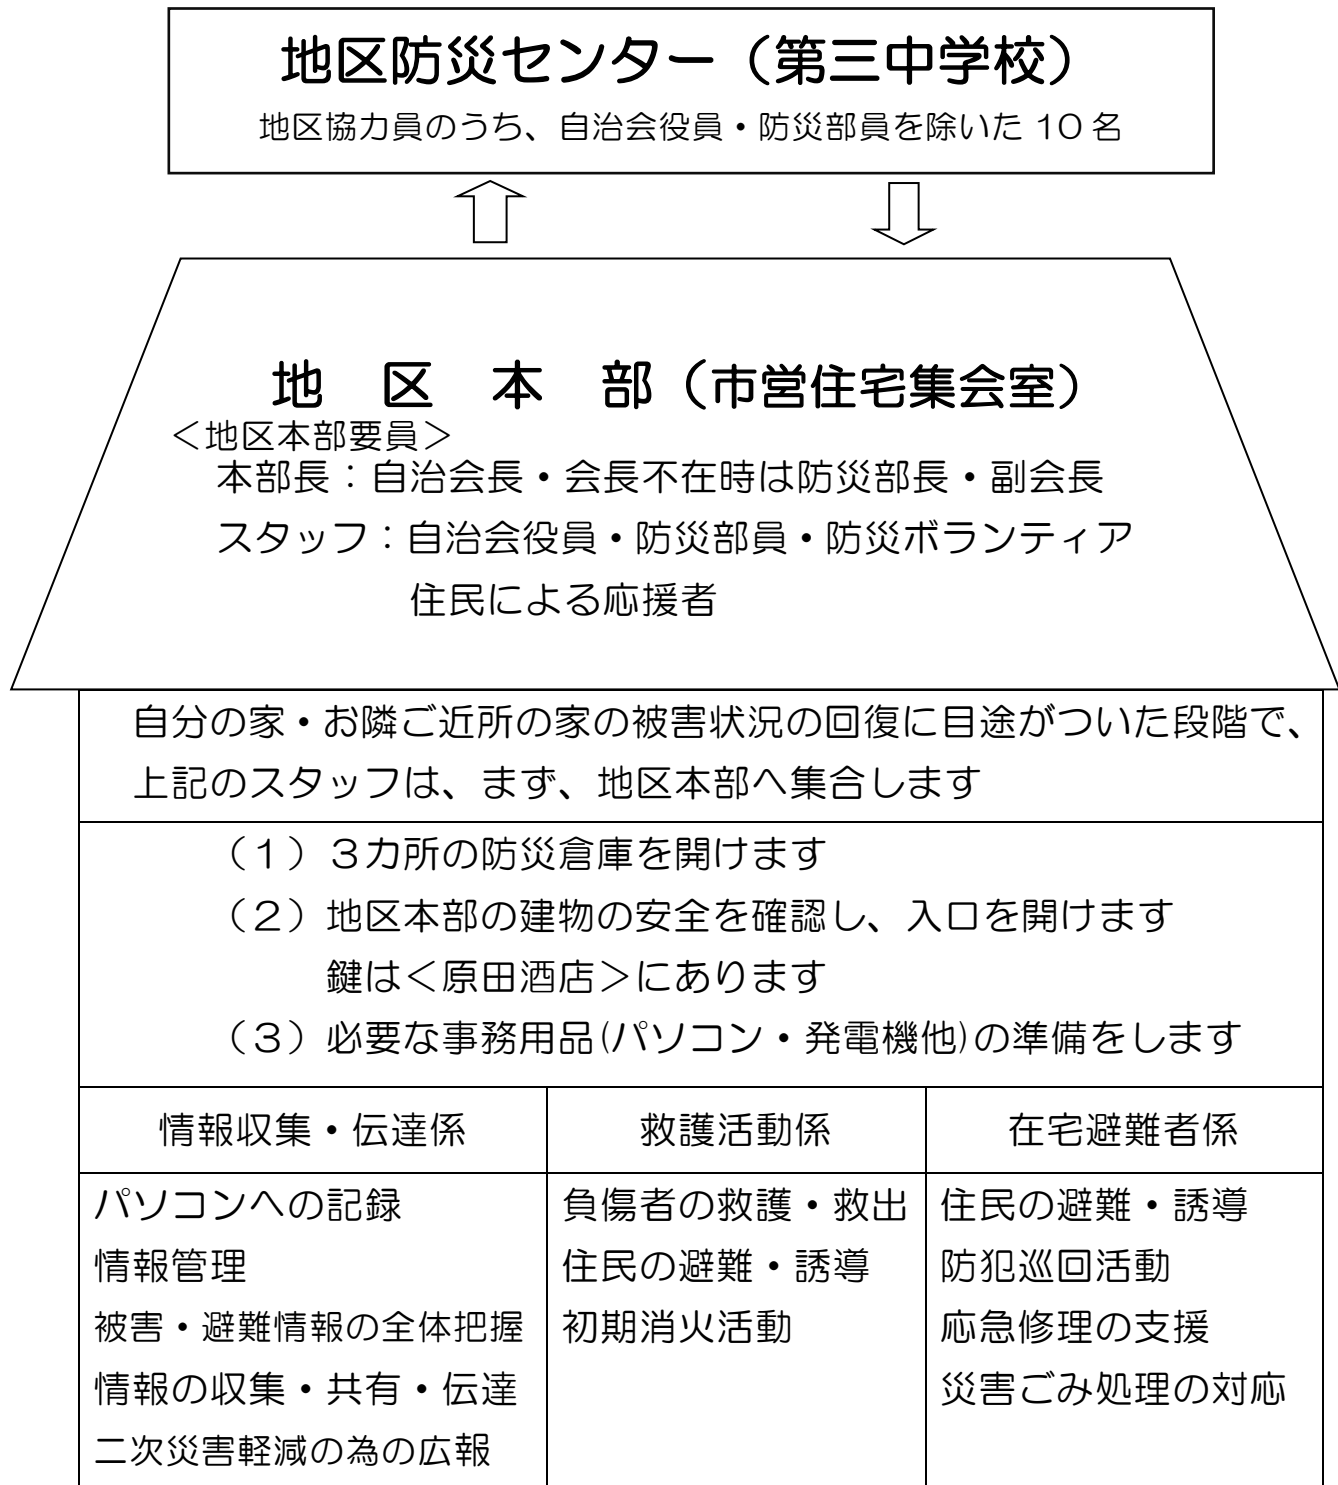 地区防災センター（第三中学校）
地区協力員のうち、自治会役員・防災部員を除いた 10 名
地　区　本　部（市営住宅集会室）
＜地区本部要員＞
本部長：自治会長・会長不在時は防災部長・副会長
スタッフ：自治会役員・防災部員・防災ボランティア
住民による応援者
自分の家・お隣ご近所の家の被害状況の回復に目途がついた段階で、
上記のスタッフは、まず、地区本部へ集合します
（１）３カ所の防災倉庫を開けます
（２）地区本部の建物の安全を確認し、入口を開けます
鍵は＜原田酒店＞にあります
（３）必要な事務用品(パソコン・発電機他)の準備をします
情報収集・伝達係
パソコンへの記録
情報管理
被害・避難情報の全体把握
情報の収集・共有・伝達
二次災害軽減の為の広報
救護活動係
負傷者の救護・救出
住民の避難・誘導
初期消火活動
在宅避難者係
住民の避難・誘導
防犯巡回活動
応急修理の支援
災害ごみ処理の対応